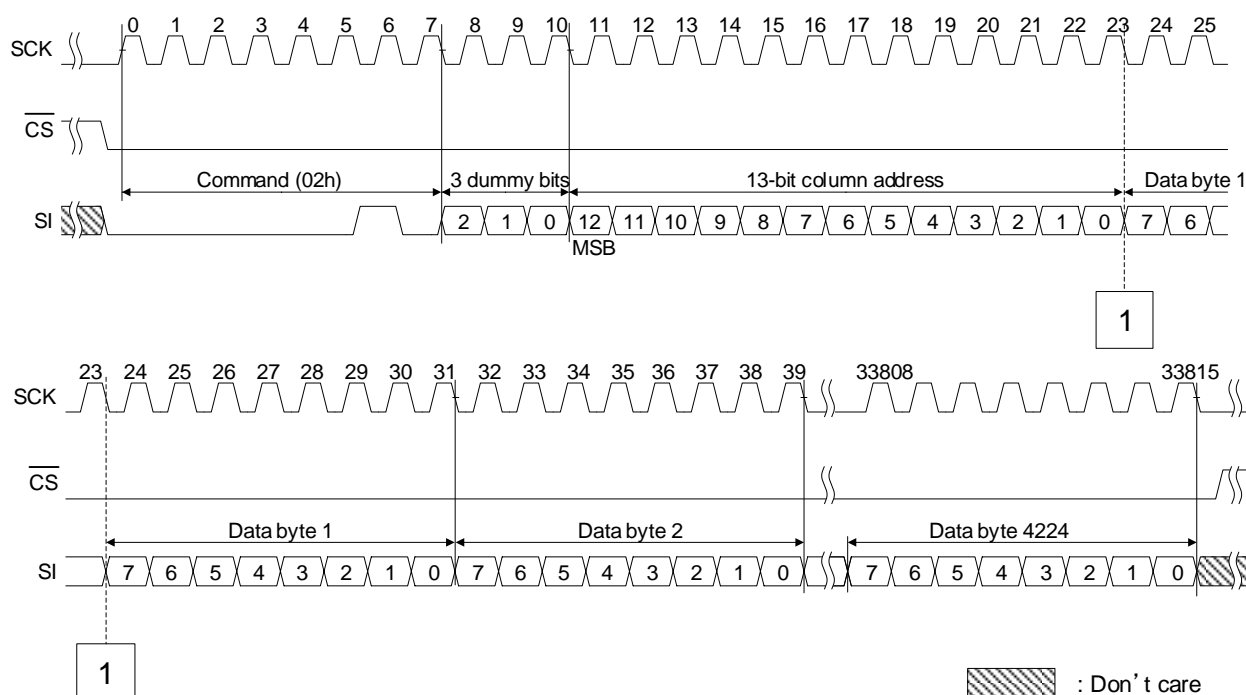 0 1 2 3 4 5 6 7 8 9 10 11 12 13 14 15 16 17 18 19 20 21 22 23 24 25
SCK
CS
Command (02h) 3 dummy bits 13-bit column address Data byte 1
SI 2 1 0 12 11 10 9 8 7 6 5 4 3 2 1 0 7 6
MSB
1
23 24 25 26 27 28 29 30 31 32 33 34 35 36 37 38 39 33808 33815
SCK
CS
Data byte 1 Data byte 2 Data byte 4224
SI 7 6 5 4 3 2 1 0 7 6 5 4 3 2 1 0 7 6 5 4 3 2 1 0
1
: Don't care